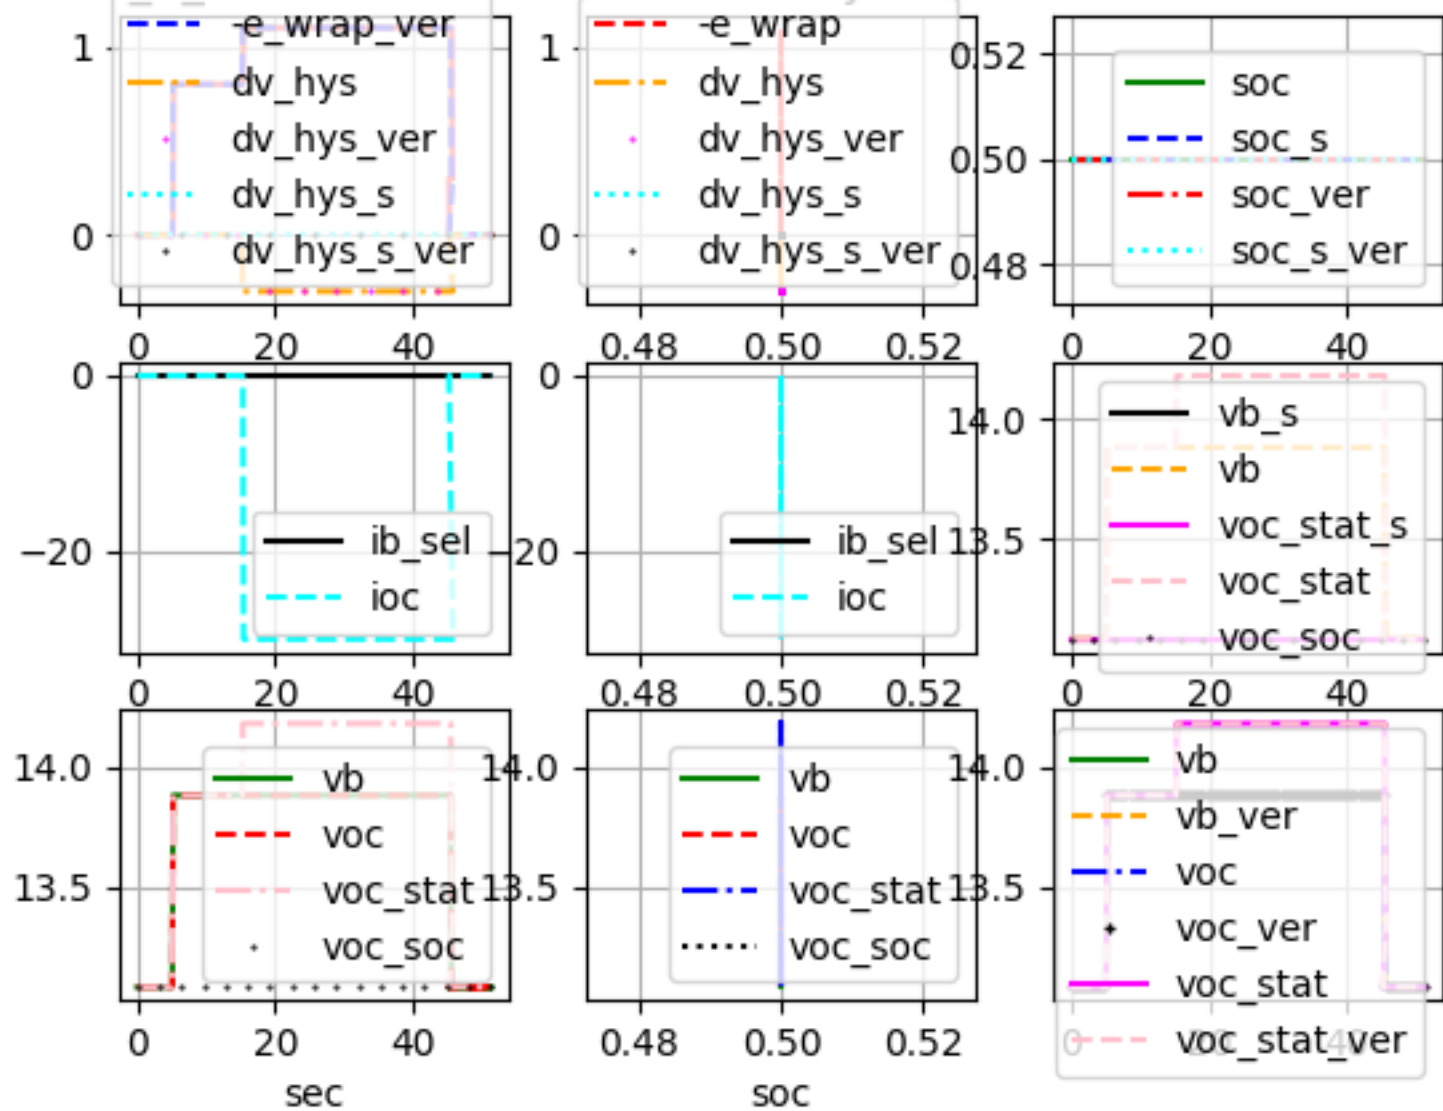 -e_wrap_ver
dv_hys
dv_hys_ver
dv_hys_s
dv_hys_s_ver
1
0
0 20 40
-e_wrap
dv_hys
dv_hys_ver
dv_hys_s
dv_hys_s_ver
1
0
0.48 0.50 0.52
soc
soc_s
soc_ver
soc_s_ver
0.52
0.50
0.48
0 20 40
ib_sel
ioc
0
−20
0 20 40
ib_sel
ioc
0
20
0.48 0.50 0.52
vb_s
vb
voc_stat_s
voc_stat
voc_soc
14.0
13.5
0 20 40
vb
voc
voc_stat
voc_soc
14.0
13.5
0 20 40
sec
vb
voc
voc_stat
voc_soc
14.0
13.5
0.48 0.50 0.52
soc
vb
vb_ver
voc
voc_ver
voc_stat
voc_stat_ver
14.0
13.5
0 20 40